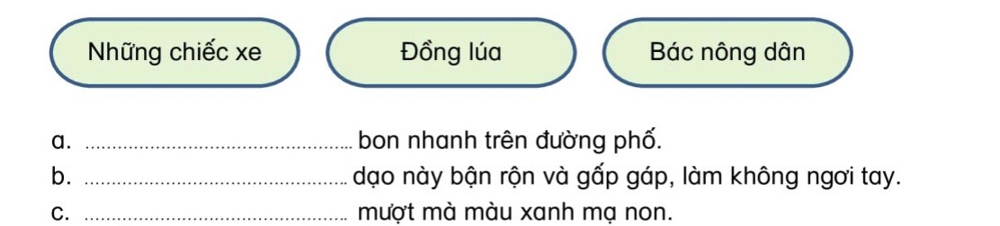 Những chiếc xe Đồng lúa Bác nông dân
a. ........................................ bon nhanh trên đường phố.
b. ........................................ dạo này bận rộn và gấp gáp, làm không ngơi tay.
c. ........................................ mượt mà màu xanh mạ non.